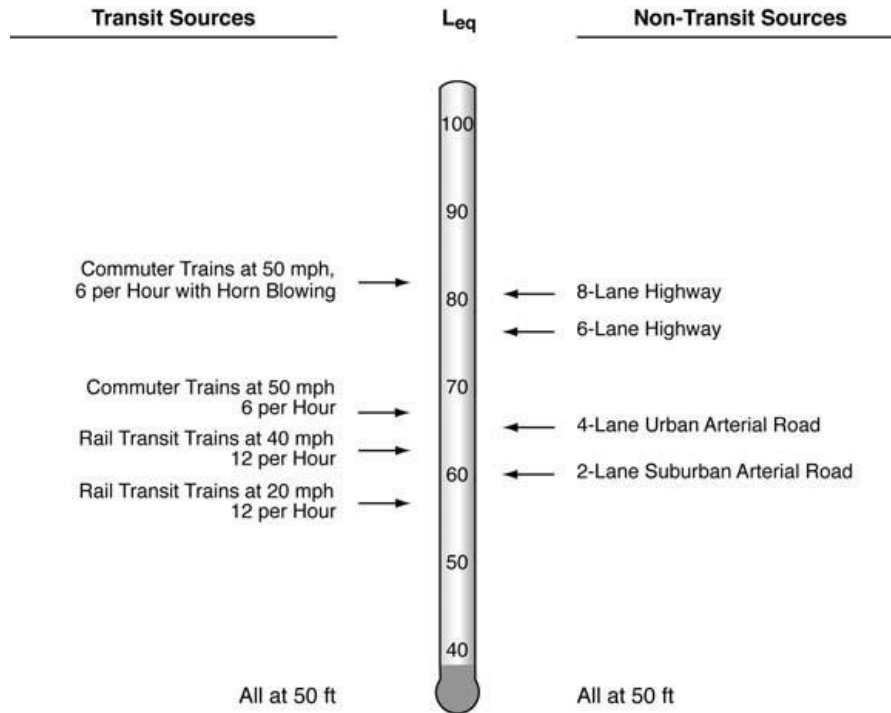 Transit Sources
L_eq
Non-Transit Sources
100
90
Commuter Trains at 50 mph,
6 per Hour with Horn Blowing
80
8-Lane Highway
6-Lane Highway
Commuter Trains at 50 mph
6 per Hour
70
4-Lane Urban Arterial Road
Rail Transit Trains at 40 mph
12 per Hour
60
2-Lane Suburban Arterial Road
Rail Transit Trains at 20 mph
12 per Hour
50
40
All at 50 ft
All at 50 ft